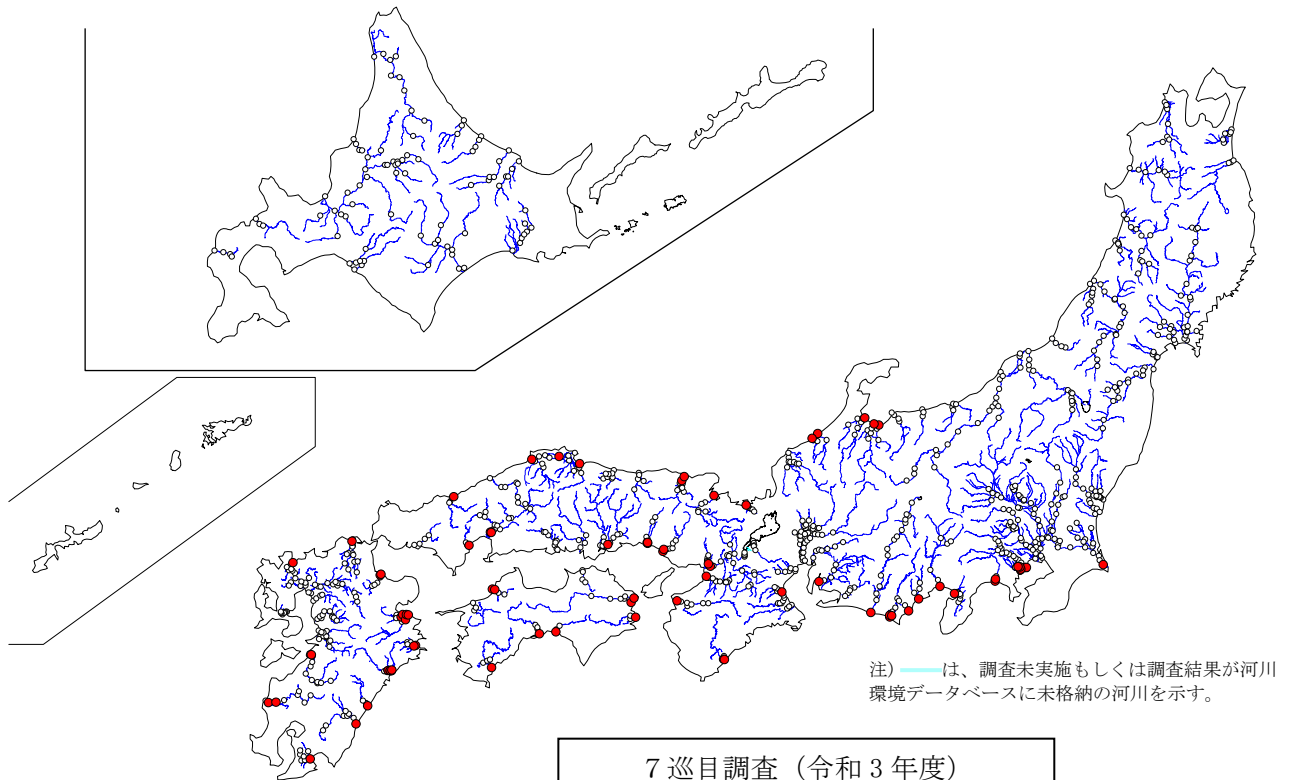 注）　　は、調査未実施もしくは調査結果が河川
環境データベースに未格納の河川を示す。
7 巡目調査（令和 3 年度）